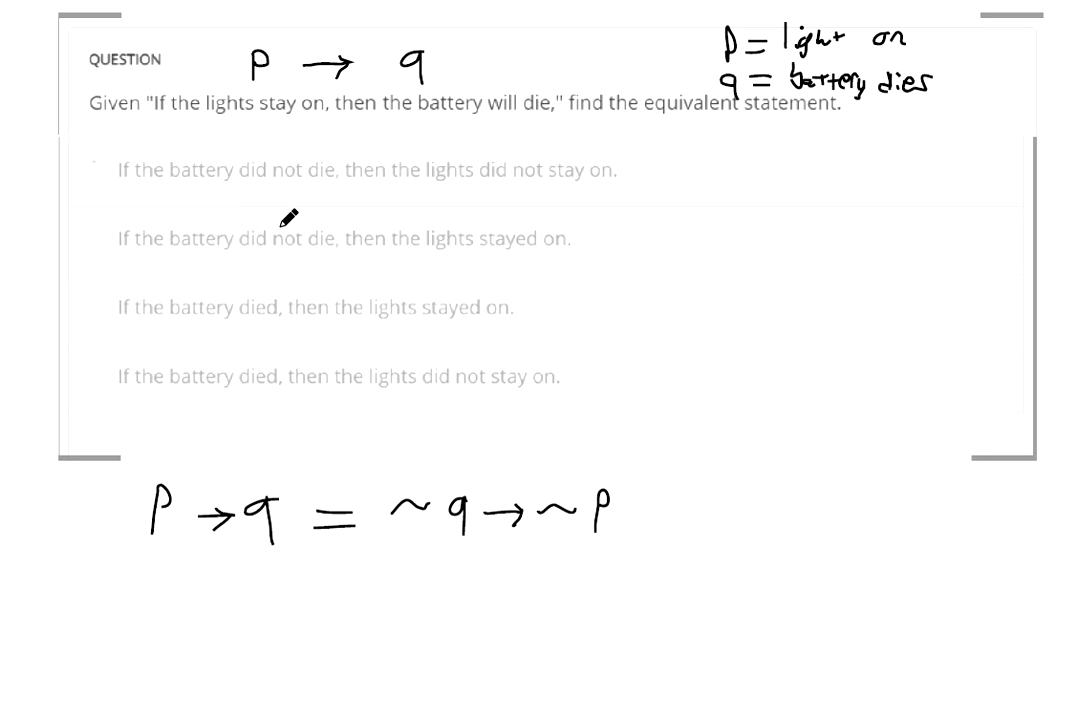 p = light on
QUESTION p → q
q = battery dies
Given "If the lights stay on, then the battery will die," find the equivalent statement.
If the battery did not die, then the lights did not stay on.
If the battery did not die, then the lights stayed on.
If the battery died, then the lights stayed on.
If the battery died, then the lights did not stay on.
p → q = ~ q → ~ p